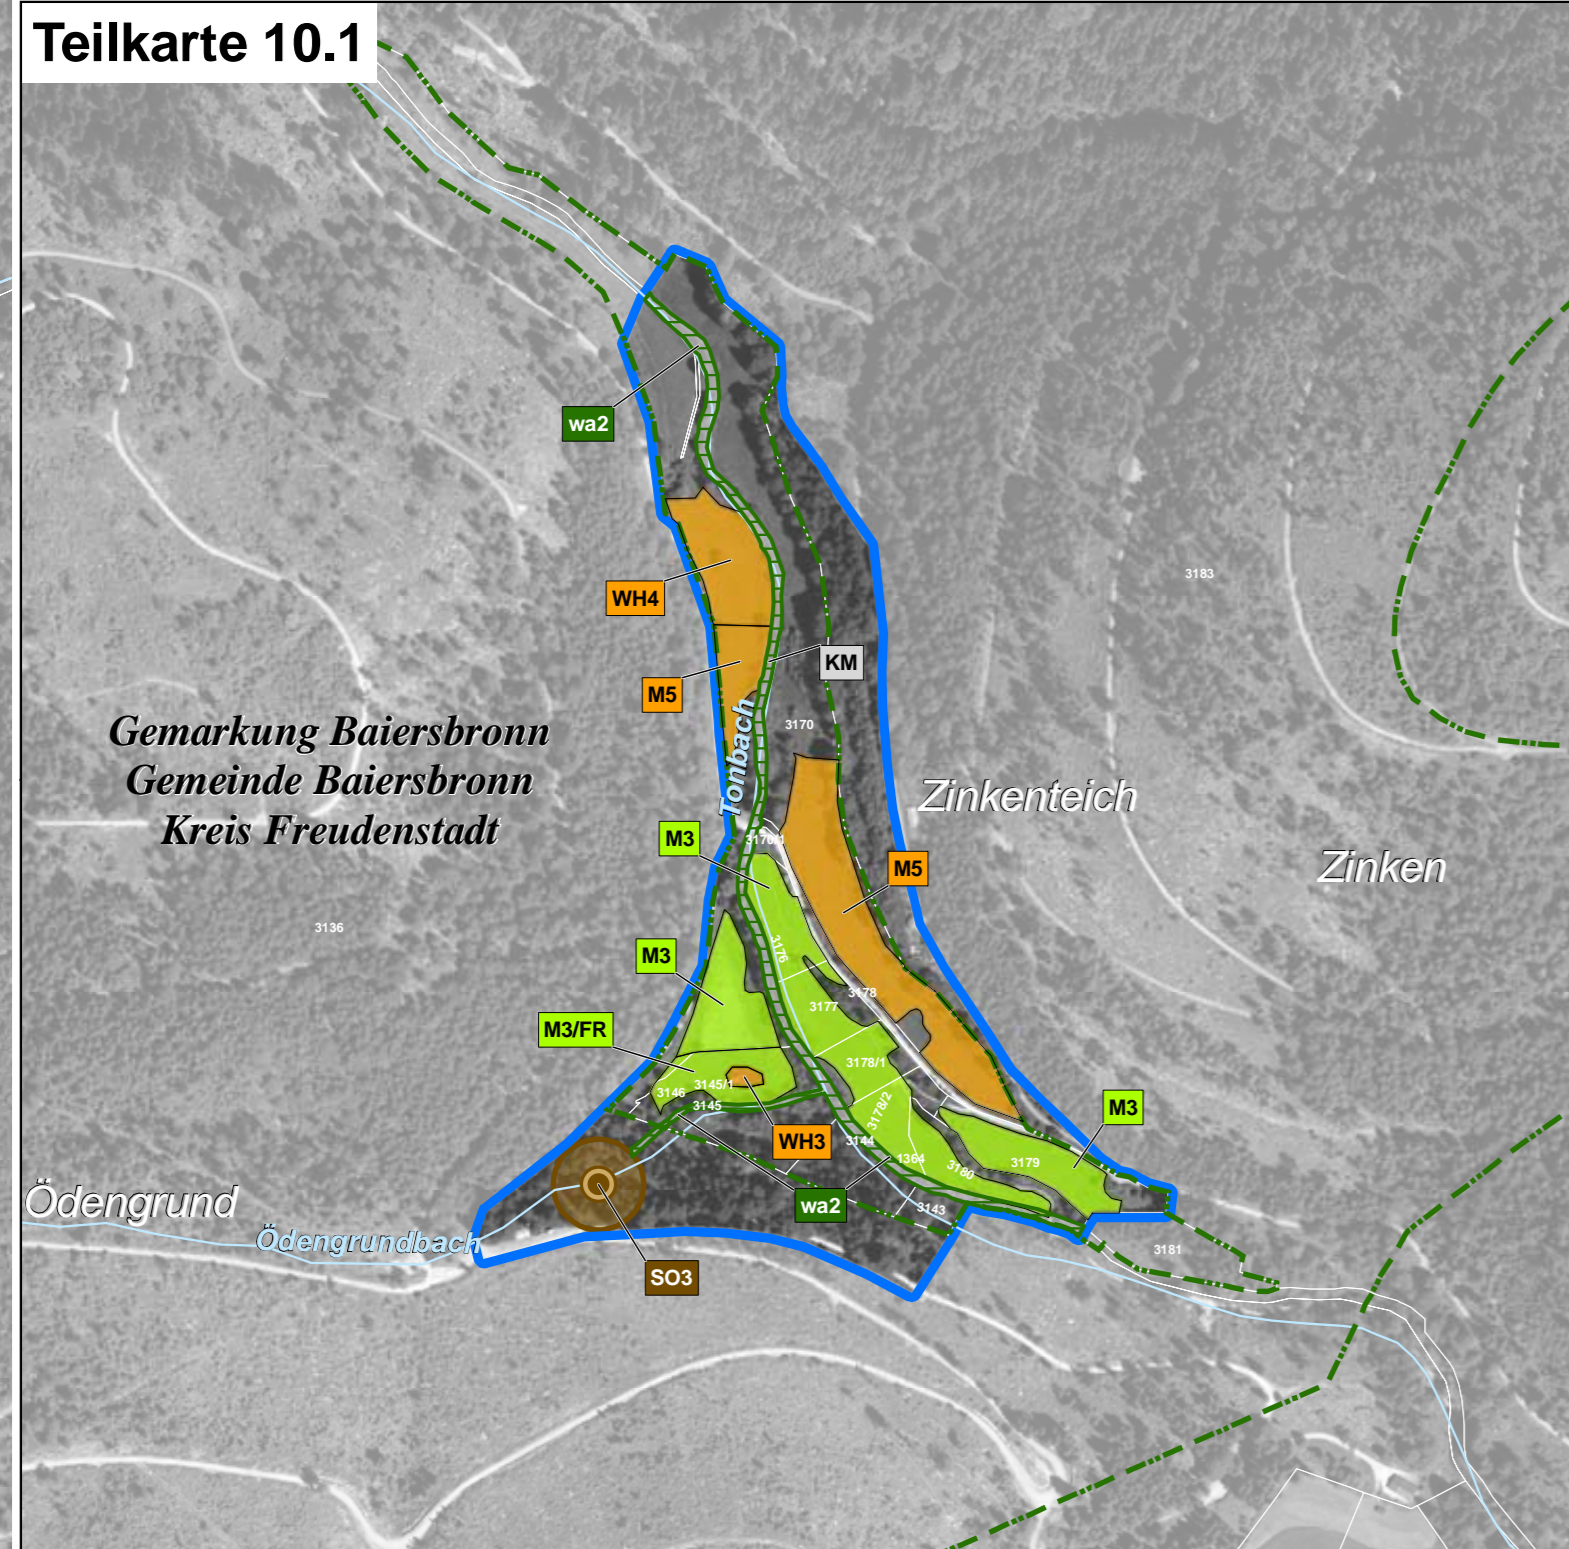 Teilkarte 10.1
wa2
3183
WH4
KM
M5
Tonbach
3170
Gemarkung Baiersbronn
Gemeinde Baiersbronn
Kreis Freudenstadt
Zinkenteich
M3
3170/1
Zinken
M5
3136
3176
M3
3178
3177
M3/FR
3178/1
3145/1
3146
3145
3178/2
M3
WH3
3144
1364
3180
3179
Ödengrund
wa2
3143
Ödengrundbach
3181
SO3